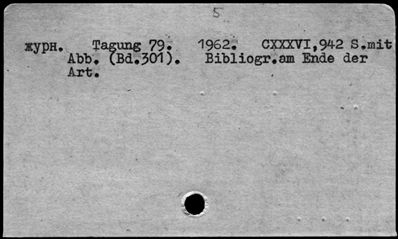 5
журн. Tagung 79. 1962. CXXXVI,942 S.mit
Abb. (Bd.301). Bibliogr.am Ende der
Art.